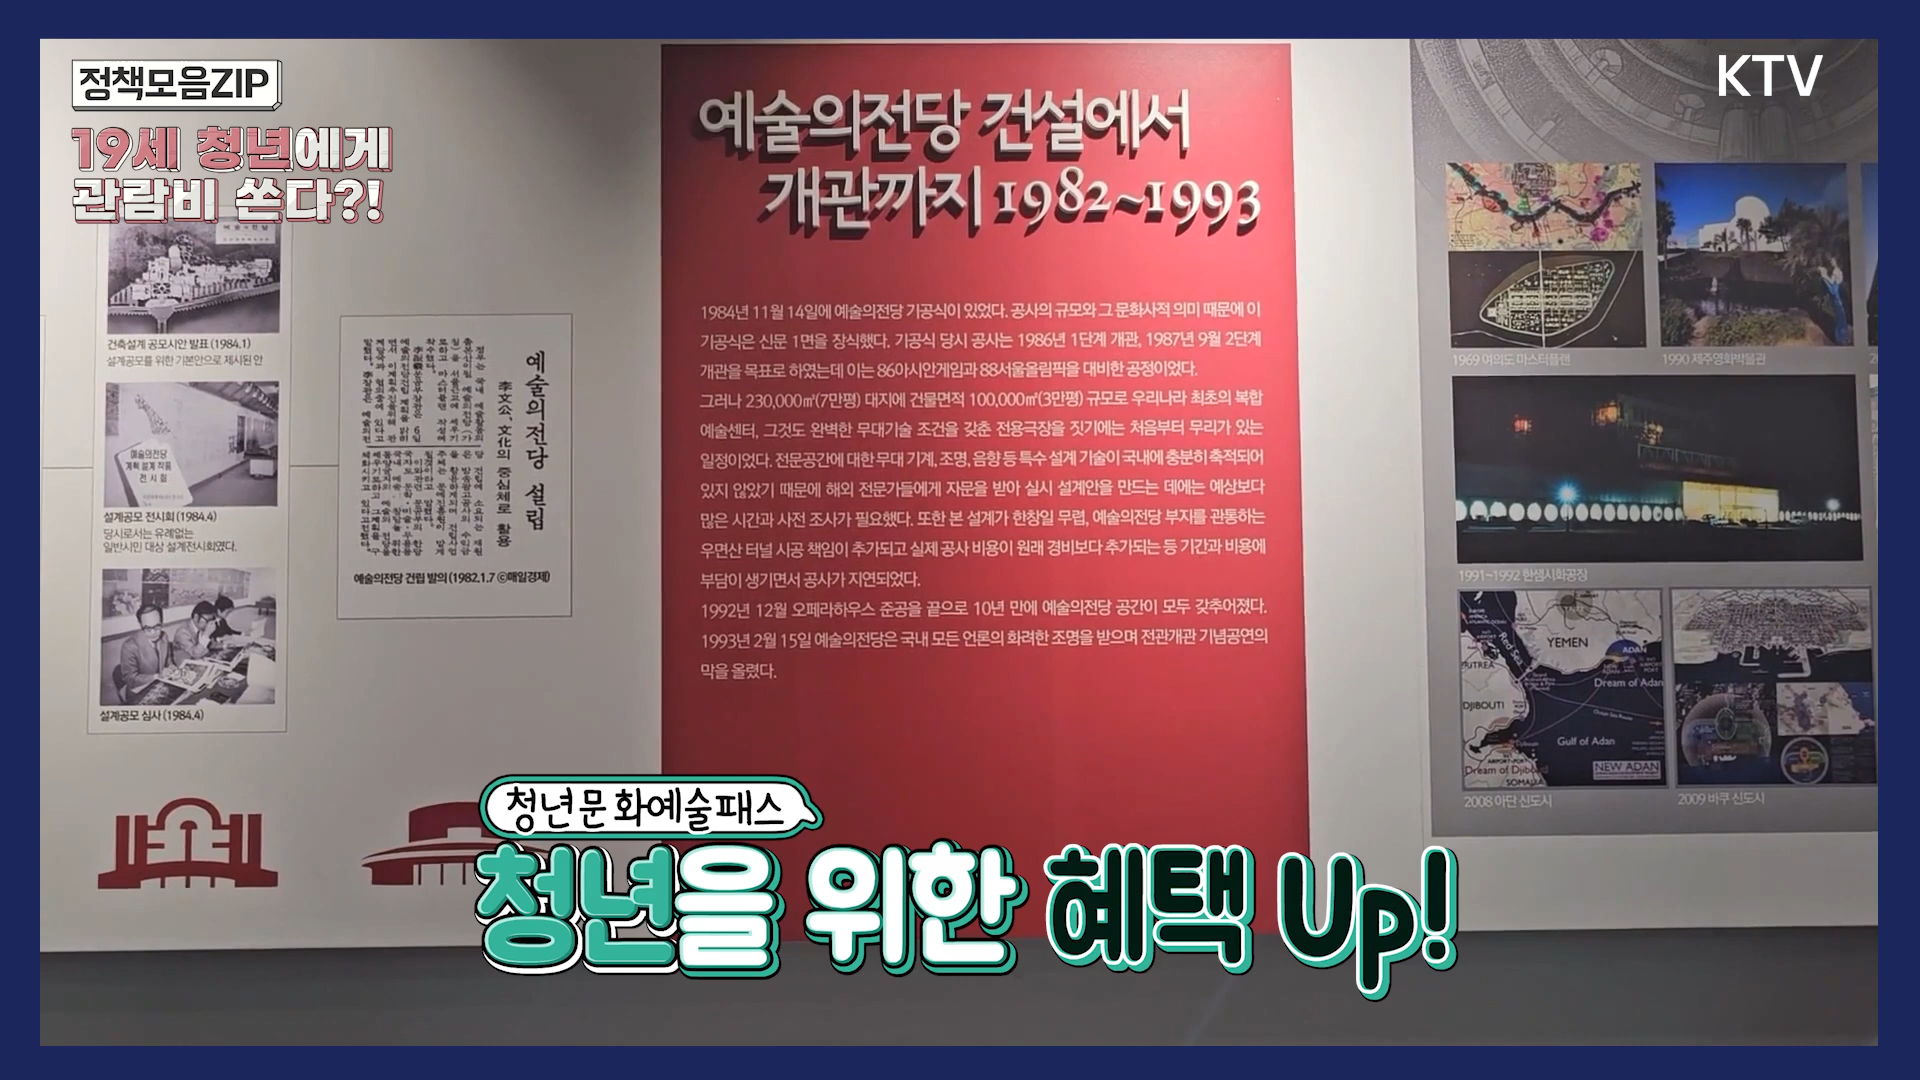 정책모음ZIP
19세 청년에게
관람비 쏜다?!
KTV
예술의전당 건설에서
개관까지 1982~1993
1984년 11월 14일에 예술의전당 기공식이 있었다. 공사의 규모와 그 문화사적 의미 때문에 이
기공식은 신문 1면을 장식했다. 기공식 당시 공사는 1986년 1단계 개관, 1987년 9월 2단계
개관을 목표로 하였는데 이는 86아시안게임과 88서울올림픽을 대비한 공정이었다.
그러나 230,000㎡(7만평) 대지에 건물면적 100,000㎡(3만평) 규모로 우리나라 최초의 복합
예술센터, 그것도 완벽한 무대기술 조건을 갖춘 전용극장을 짓기에는 처음부터 무리가 있는
일정이었다. 전문공간에 대한 무대 기계, 조명, 음향 등 특수 설계 기술이 국내에 충분히 축적되어
있지 않았기 때문에 해외 전문가들에게 자문을 받아 실시 설계안을 만드는 데에는 예상보다
많은 시간과 사전 조사가 필요했다. 또한 본 설계가 한창일 무렵, 예술의전당 부지를 관통하는
우면산 터널 시공 책임이 추가되고 실제 공사 비용이 원래 경비보다 추가되는 등 기간과 비용에
부담이 생기면서 공사가 지연되었다.
1992년 12월 오페라하우스 준공을 끝으로 10년 만에 예술의전당 공간이 모두 갖추어졌다.
1993년 2월 15일 예술의전당은 국내 모든 언론의 화려한 조명을 받으며 전관개관 기념공연의
막을 올렸다.
건축설계 공모시안 발표 (1984.1)
설계공모를 위한 기본안으로 제시된 안
예술의전당
계획 설계 작품
전시회
설계공모 전시회 (1984.4)
당시로서는 유례없는
일반시민 대상 설계전시회였다.
설계공모 심사 (1984.4)
예술의전당 설립
李文公, 文化의 중심체로 활용
예술의전당 건립 발의 (1982.1.7 ©매일경제)
1969 여의도 마스터플랜
1990 제주영화박물관
1991~1992 한샘시화공장
YEMEN
ADAN
Red Sea
Dream of Adan
DJIBOUTI
Gulf of Adan
NEW ADAN
Dream of Djibouti
SOMALIA
2008 아단 신도시
2009 바쿠 신도시
청년문화예술패스
청년을 위한 혜택 Up!